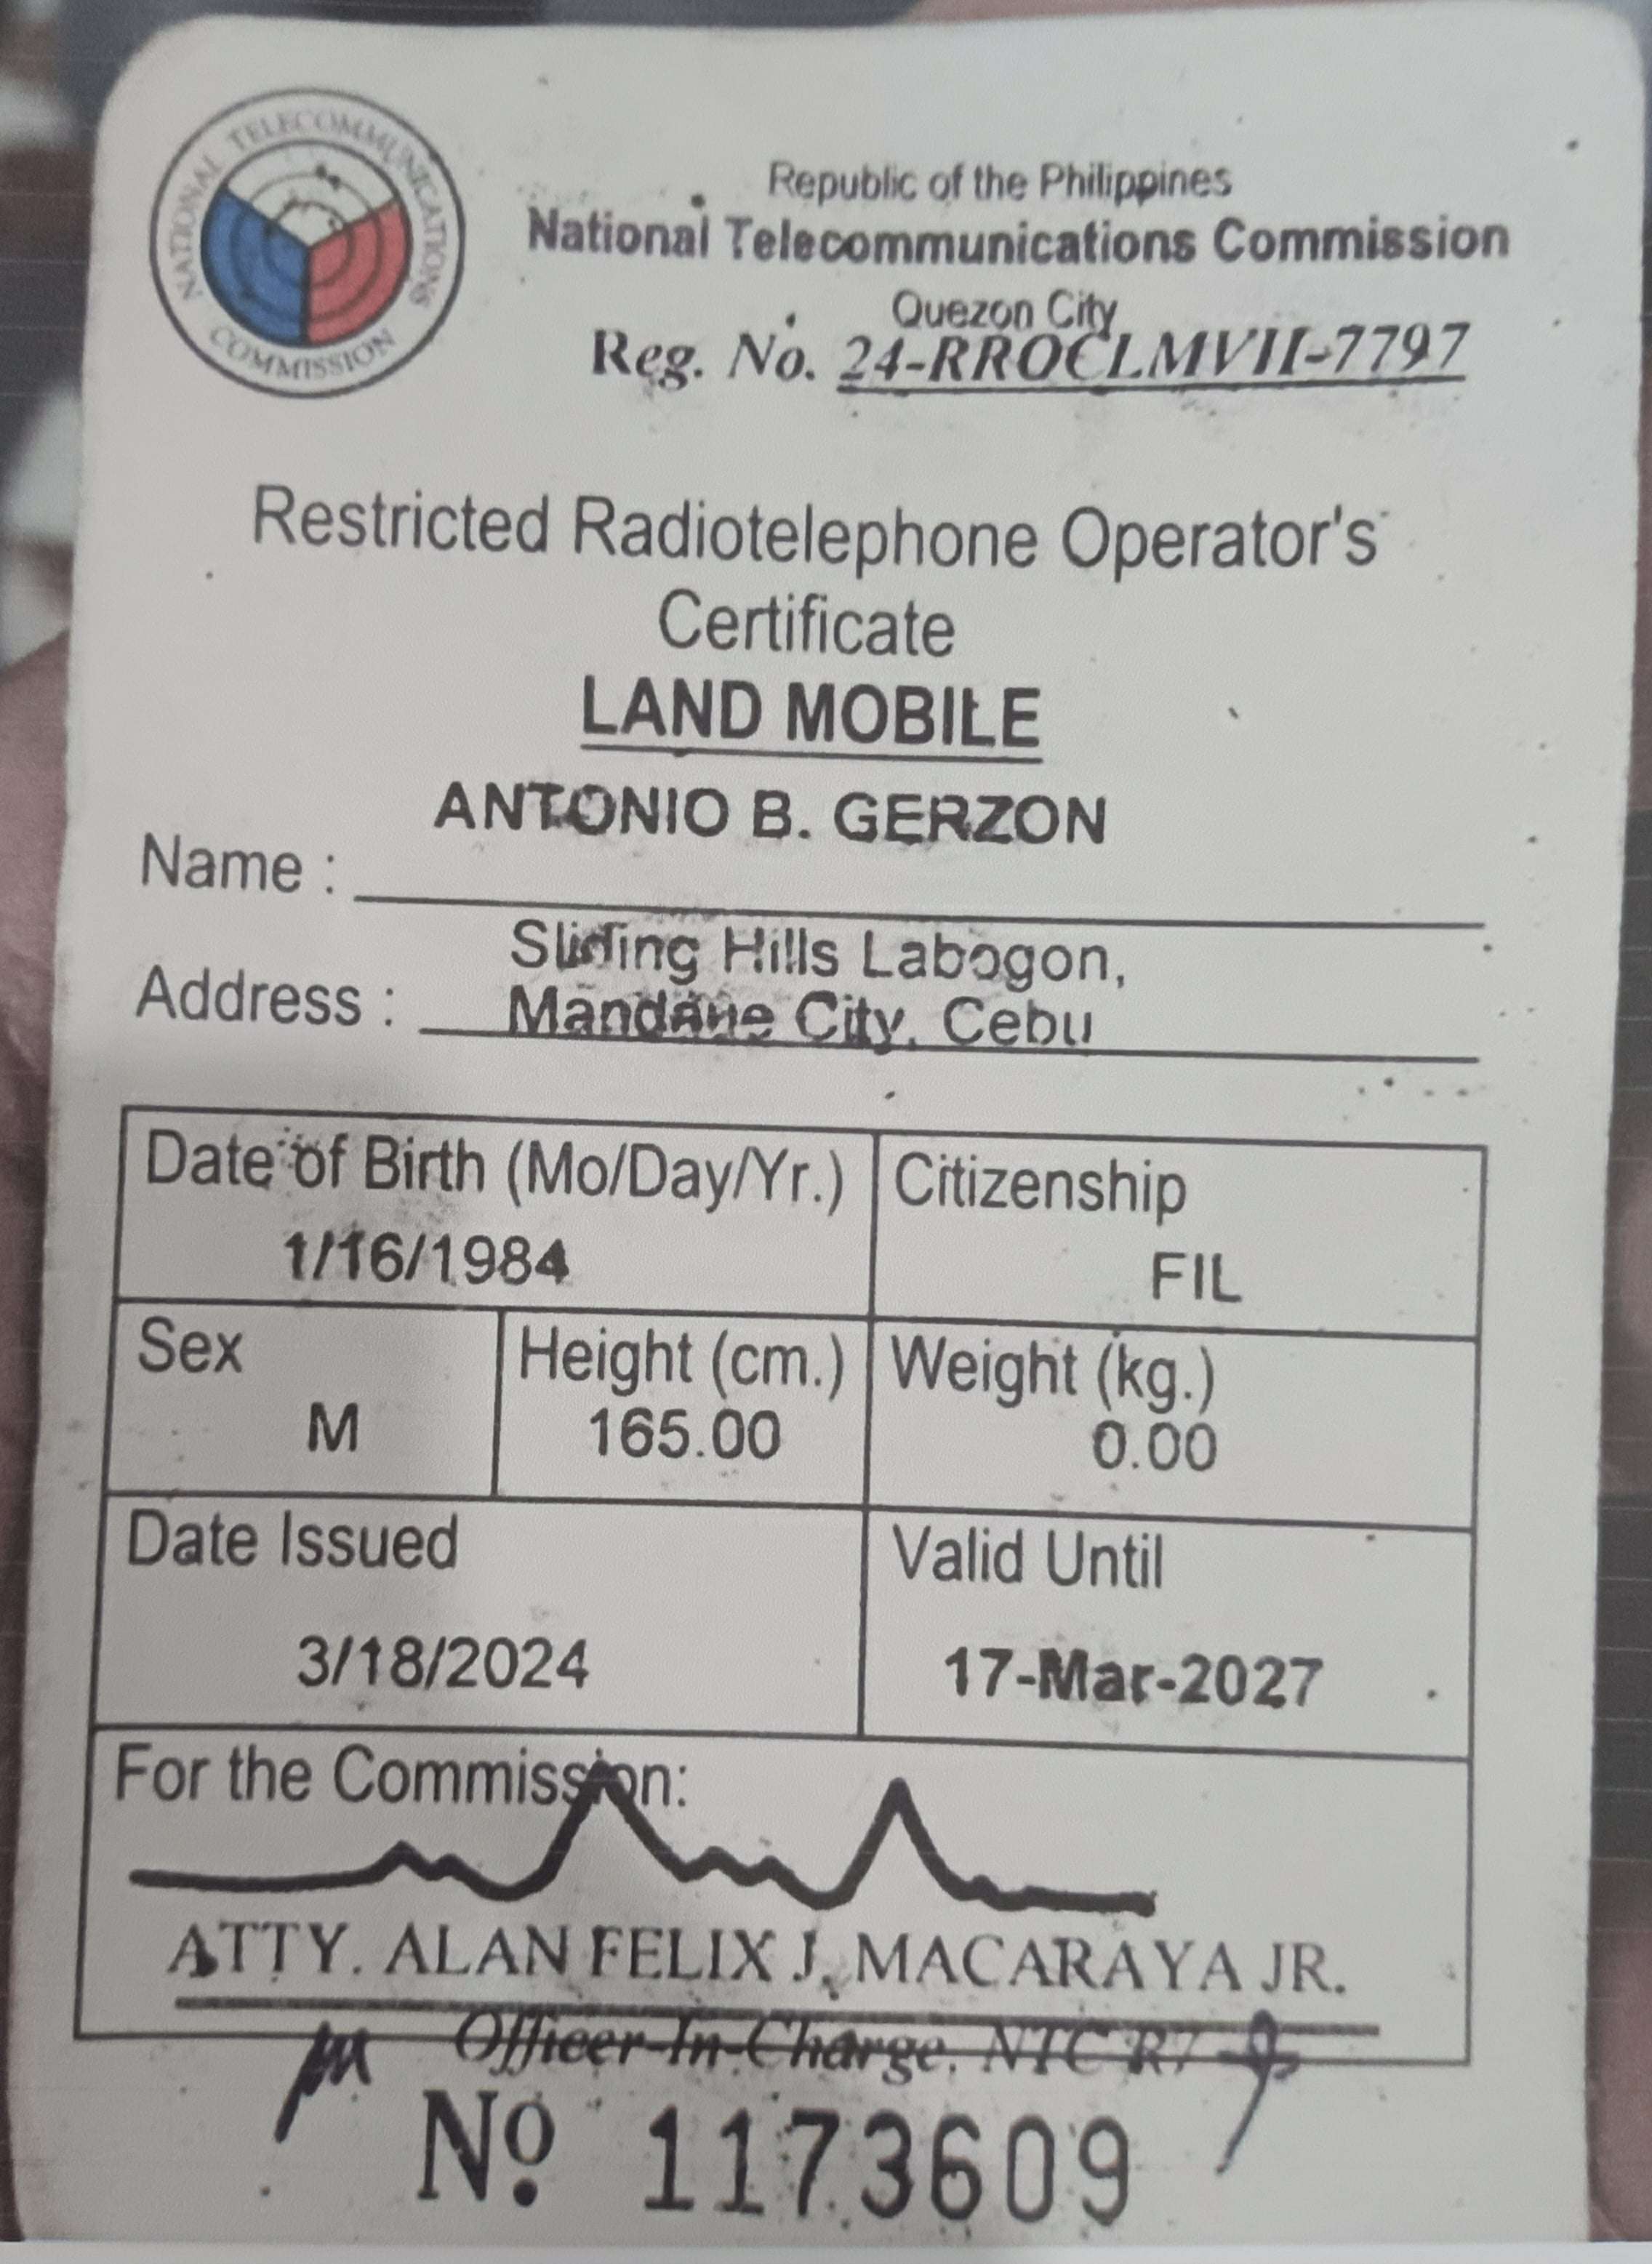 NATIONAL TELECOMMUNICATIONS COMMISSION
Republic of the Philippines
National Telecommunications Commission
Quezon City
Reg. No. 24-RROCLMVII-7797
Restricted Radiotelephone Operator's
Certificate
LAND MOBILE
ANTONIO B. GERZON
Name :
Sliding Hills Labogon,
Address : Mandaue City, Cebu
Date of Birth (Mo/Day/Yr.) Citizenship
1/16/1984 FIL
Sex Height (cm.) Weight (kg.)
M 165.00 0.00
Date Issued Valid Until
3/18/2024 17-Mar-2027
For the Commission:
ATTY. ALAN FELIX J. MACARAYA JR.
Officer-In-Charge, NTC R7
Nº 1173609